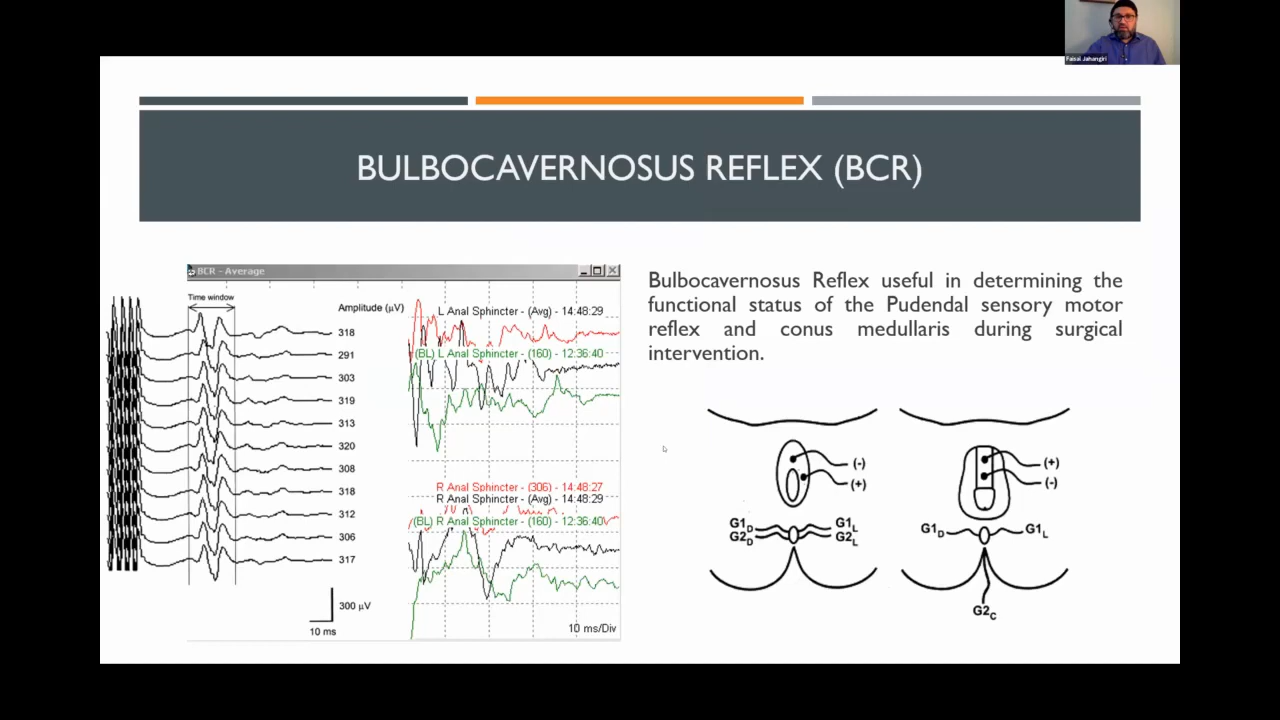 Faisal Jahangiri
BULBOCAVERNOSUS REFLEX (BCR)
BCR - Average
Time window
Amplitude (µV)
318
291
303
319
313
320
308
318
312
306
317
300 µV
10 ms
L Anal Sphincter - (Avg) - 14:48:29
(BL) L Anal Sphincter - (160) - 12:36:40
R Anal Sphincter - (306) - 14:48:27
R Anal Sphincter - (Avg) - 14:48:29
(BL) R Anal Sphincter - (160) - 12:36:40
10 ms/Div
Bulbocavernosus Reflex useful in determining the
functional status of the Pudendal sensory motor
reflex and conus medullaris during surgical
intervention.
(-)
(+)
G1D G1L
G2D G2L
(+)
(-)
G1D G1L
G2C